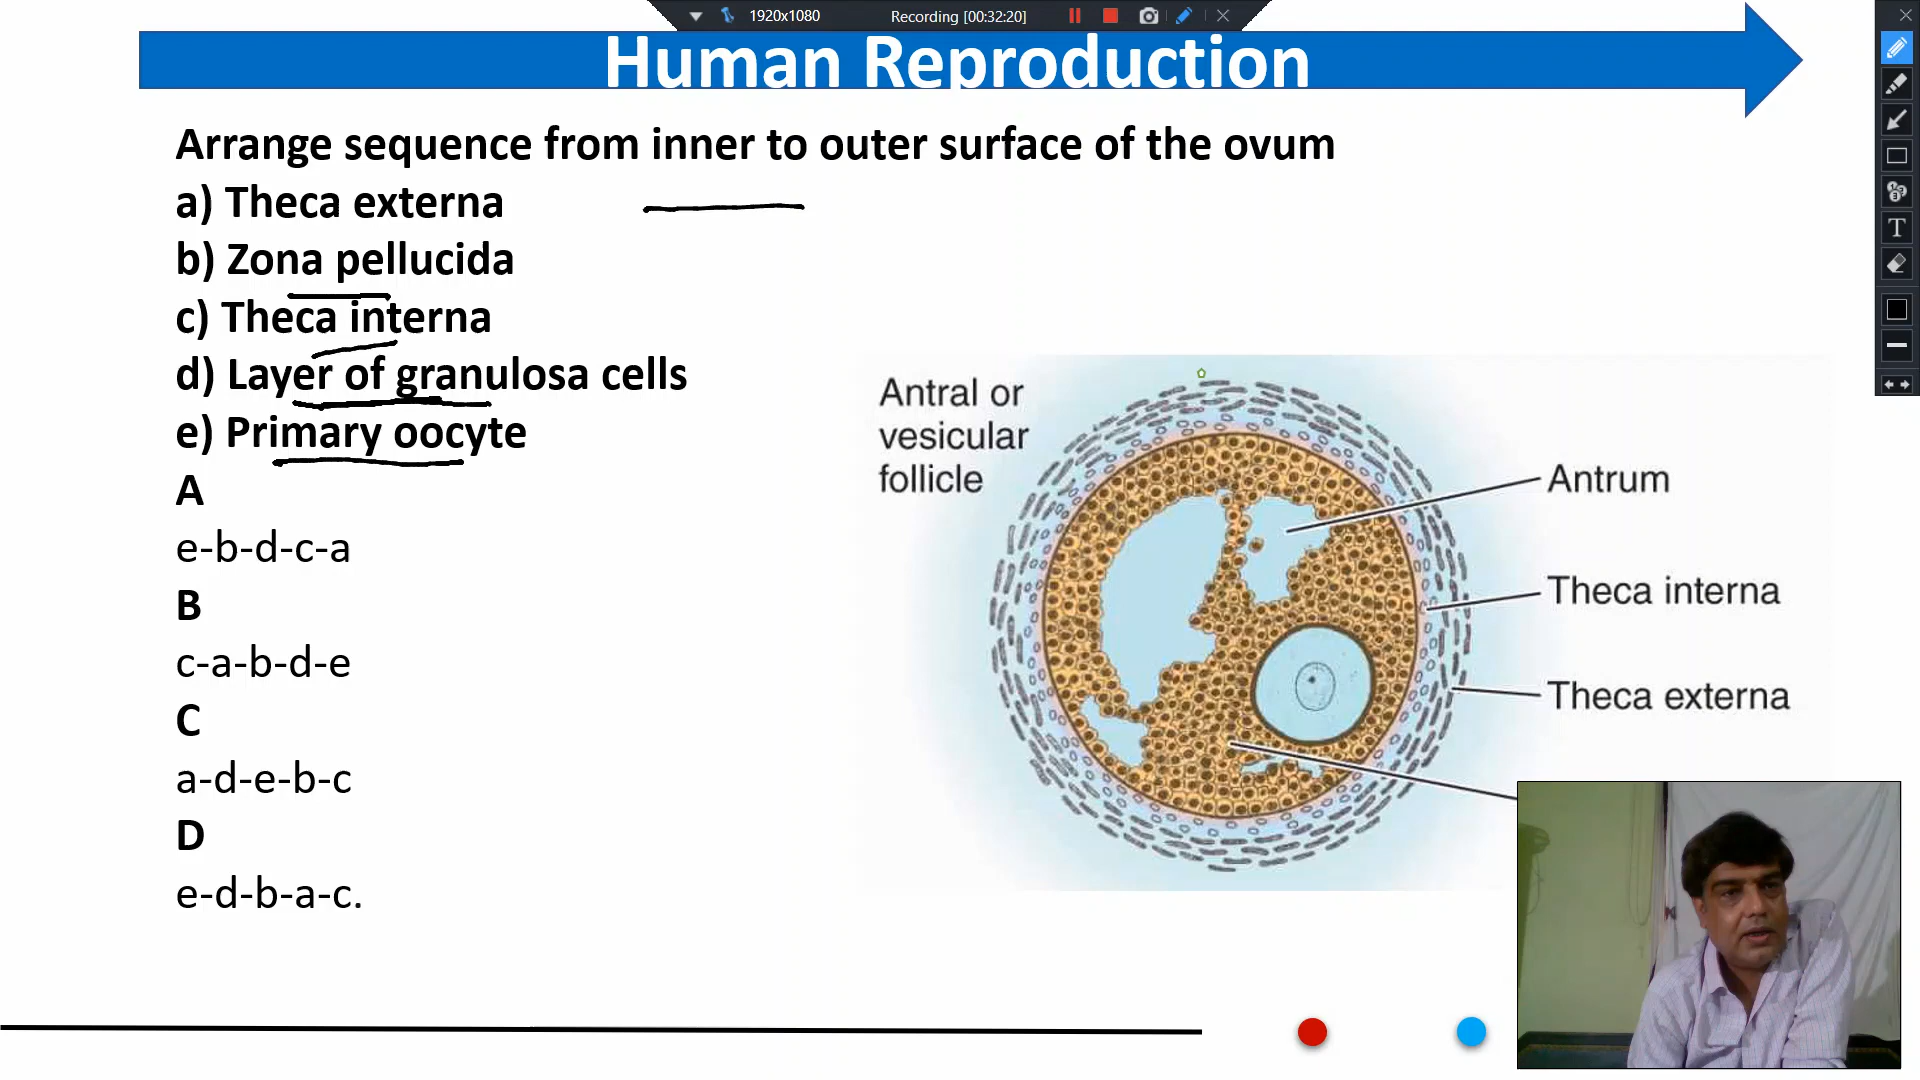 1920x1080
Recording [00:32:20]
Human Reproduction
Arrange sequence from inner to outer surface of the ovum
a) Theca externa
b) Zona pellucida
c) Theca interna
d) Layer of granulosa cells
e) Primary oocyte
A
e-b-d-c-a
B
c-a-b-d-e
C
a-d-e-b-c
D
e-d-b-a-c.
Antral or
vesicular
follicle
Antrum
Theca interna
Theca externa
T